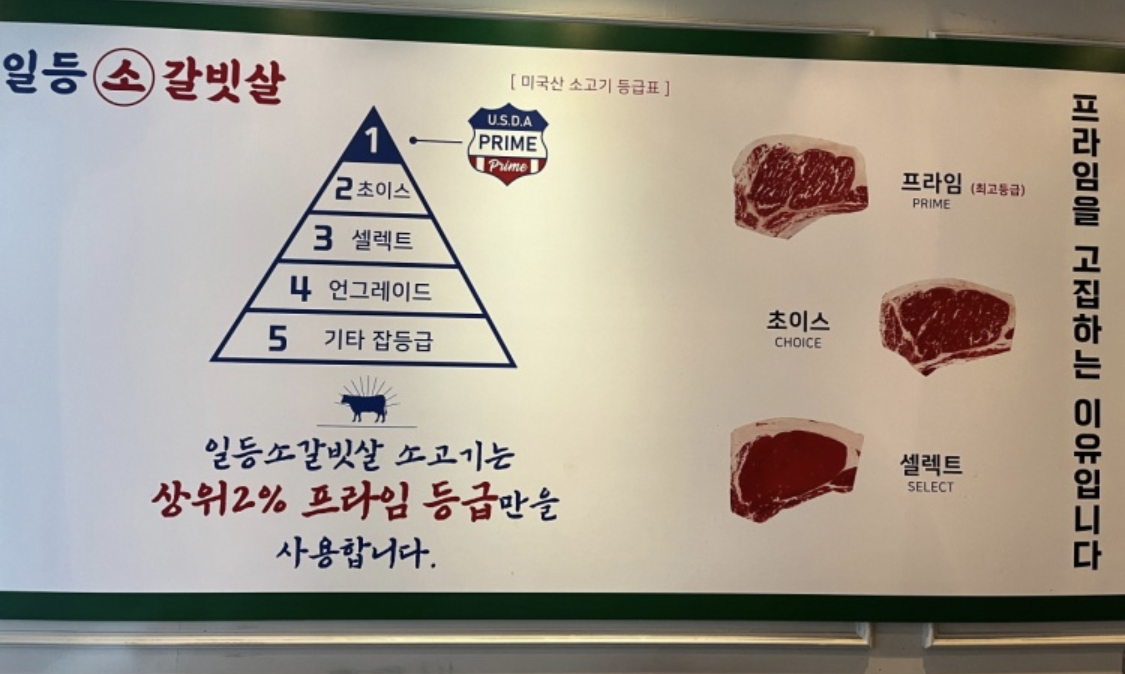 일등 소 갈빗살
[ 미국산 소고기 등급표 ]
1
U.S.D.A
PRIME
Prime
2 초이스
3 셀렉트
4 언그레이드
5 기타 잡등급
일등소갈빗살 소고기는
상위2% 프라임 등급만을
사용합니다.
프라임 (최고등급)
PRIME
초이스
CHOICE
셀렉트
SELECT
프라임을 고집하는 이유입니다